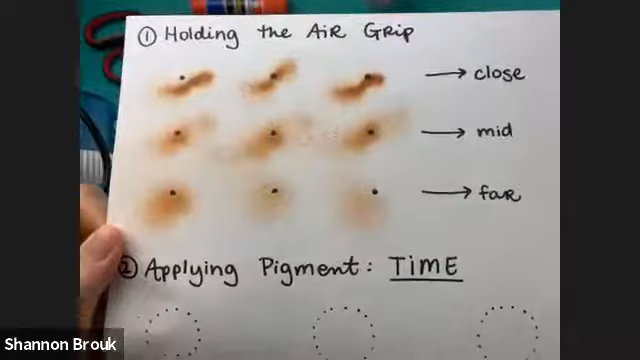 ① Holding the AiR GRip
→ close
→ mid
→ faR
② Applying Pigment: TiME
Shannon Brouk